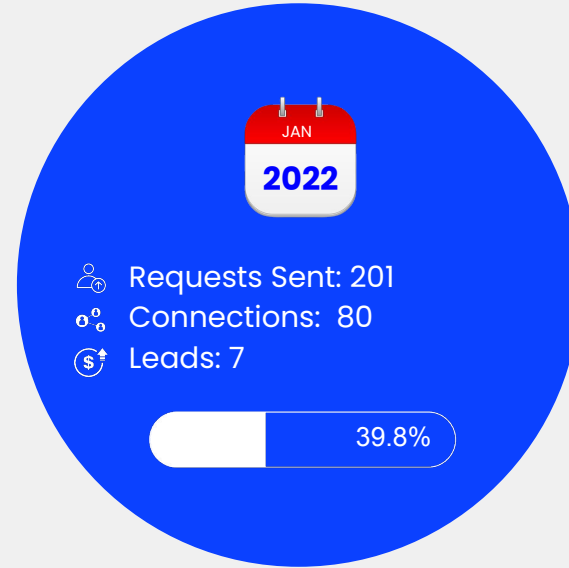 JAN
2022
Requests Sent: 201
Connections: 80
$
Leads: 7
39.8%